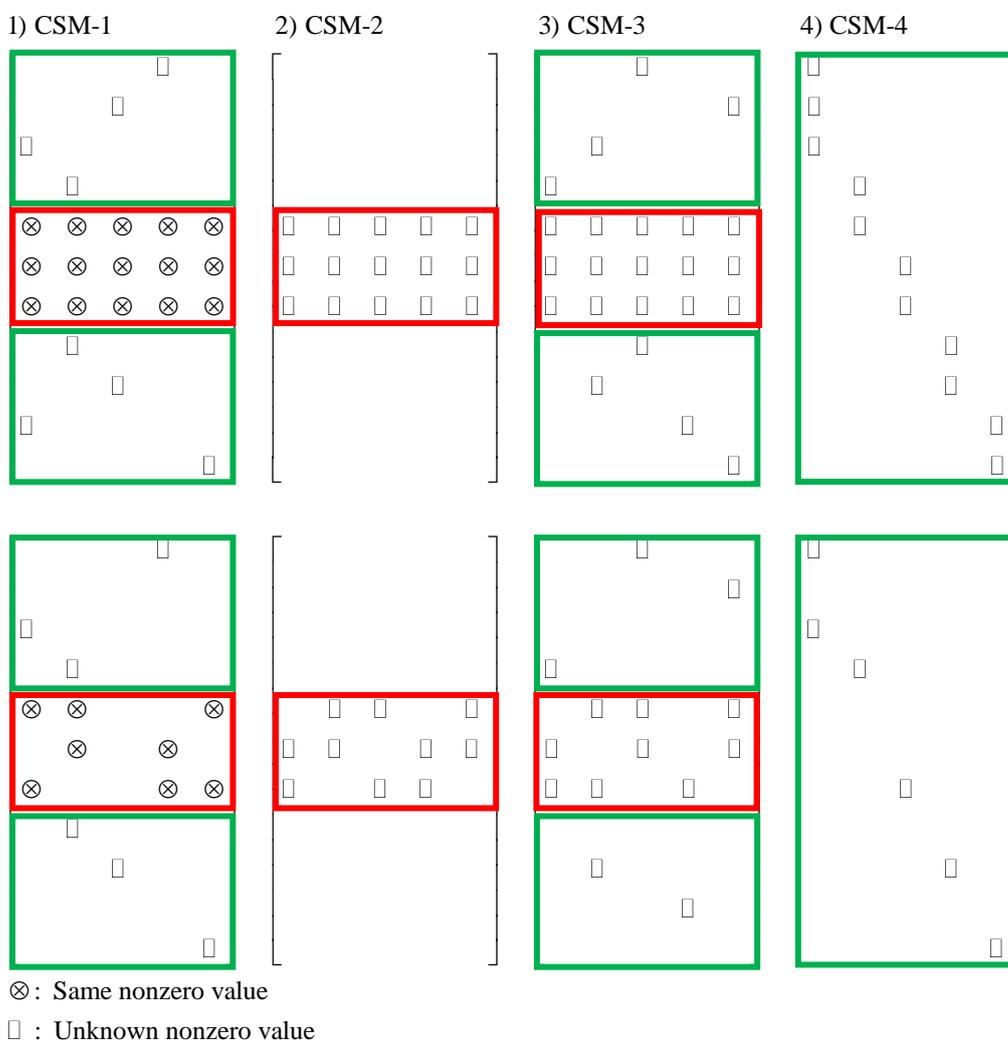 1) CSM-1 2) CSM-2 3) CSM-3 4) CSM-4
⊗ ⊗ ⊗ ⊗ ⊗
⊗ ⊗ ⊗ ⊗ ⊗
⊗ ⊗ ⊗ ⊗ ⊗
⊗ ⊗ ⊗
⊗ ⊗
⊗ ⊗ ⊗
⊗ : Same nonzero value
▯ : Unknown nonzero value